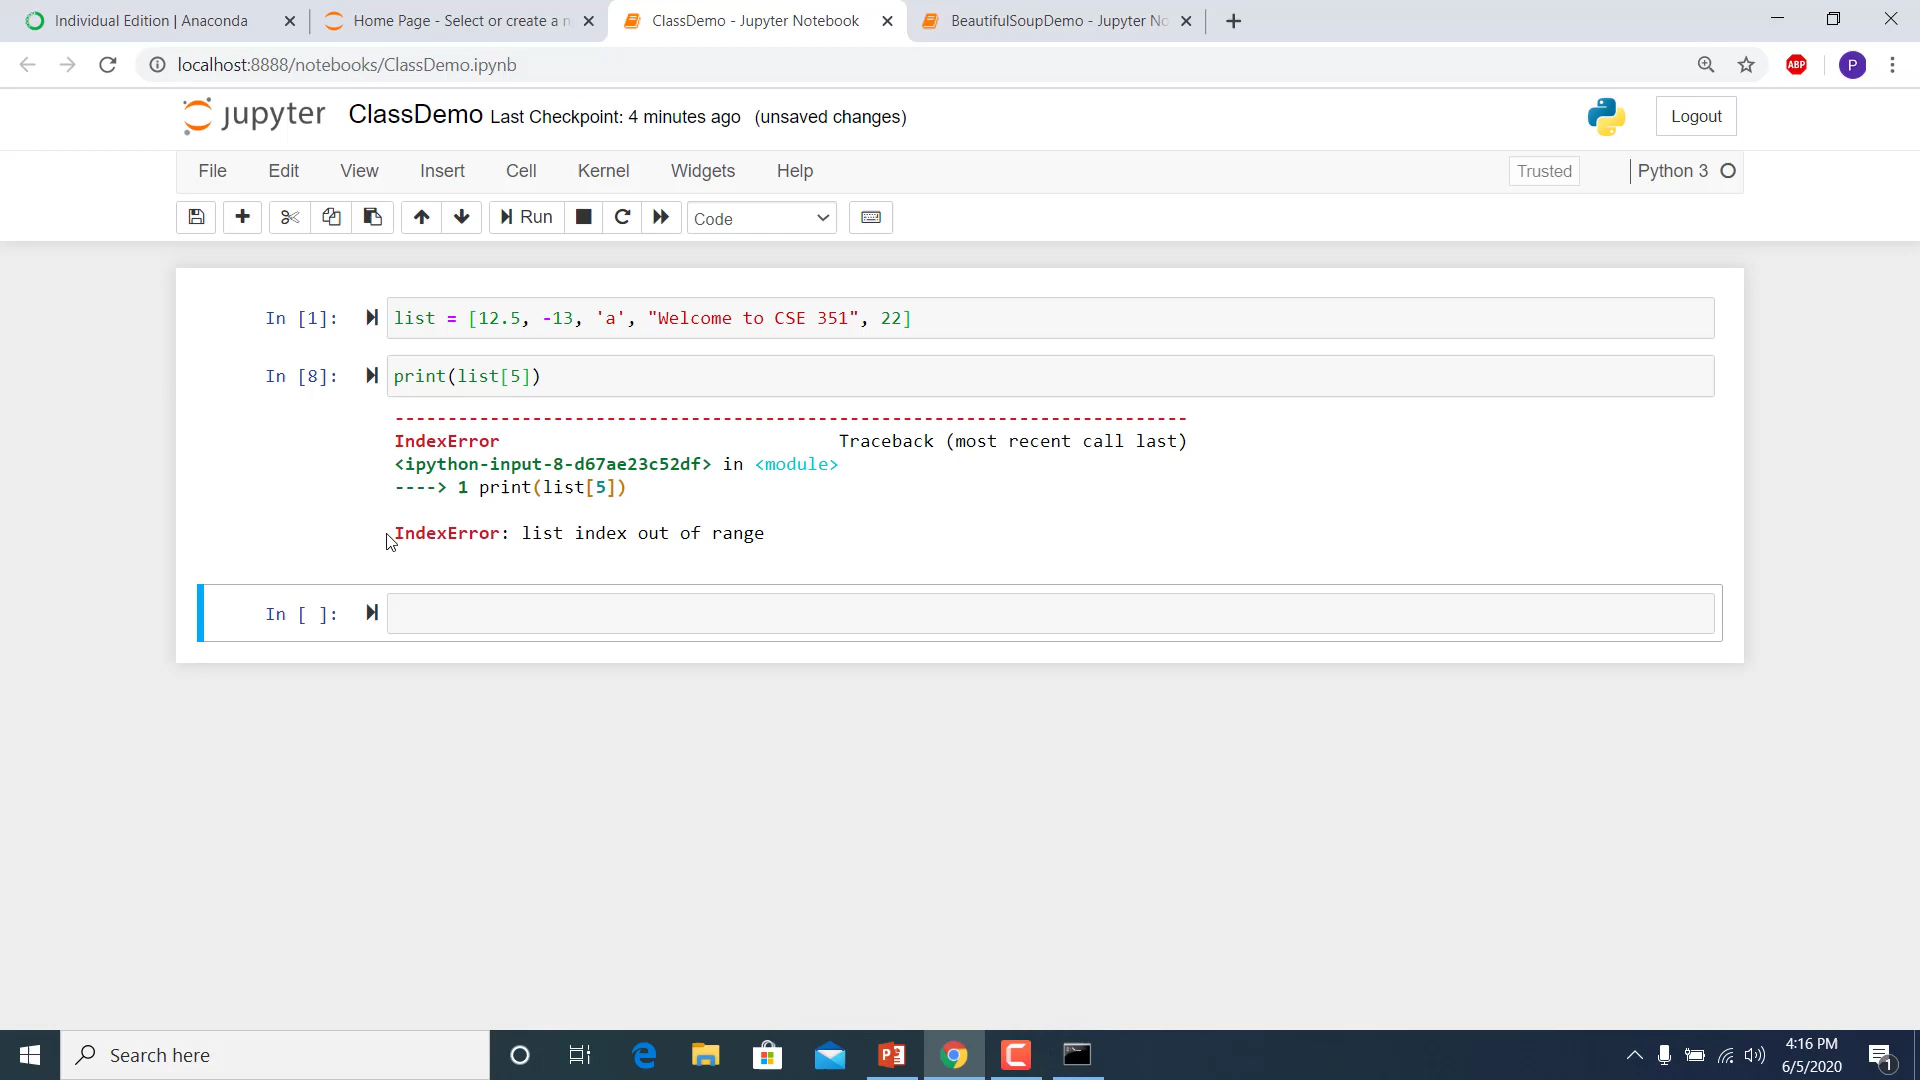 Individual Edition | Anaconda
Home Page - Select or create a n
ClassDemo - Jupyter Notebook
BeautifulSoupDemo - Jupyter No
localhost:8888/notebooks/ClassDemo.ipynb
ABP
P
jupyter ClassDemo Last Checkpoint: 4 minutes ago (unsaved changes)
Logout
File Edit View Insert Cell Kernel Widgets Help
Trusted
Python 3
Run
Code
In [1]: list = [12.5, -13, 'a', "Welcome to CSE 351", 22]
In [8]: print(list[5])
---------------------------------------------------------------------------
IndexError Traceback (most recent call last)
<ipython-input-8-d67ae23c52df> in <module>
----> 1 print(list[5])
IndexError: list index out of range
In [ ]:
Search here
4:16 PM
6/5/2020
1